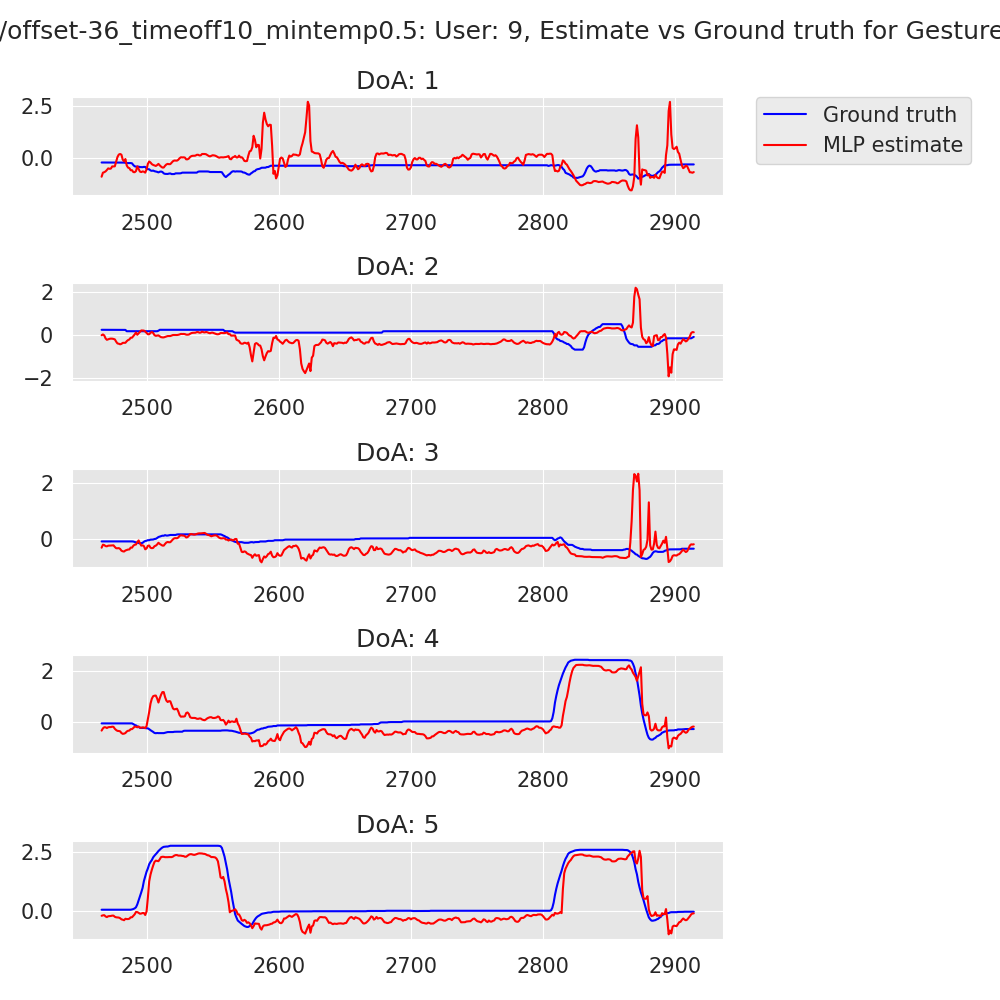 /offset-36_timeoff10_mintemp0.5: User: 9, Estimate vs Ground truth for Gesture
DoA: 1
2.5
0.0
2500 2600 2700 2800 2900
Ground truth
MLP estimate
DoA: 2
2
0
−2
2500 2600 2700 2800 2900
DoA: 3
2
0
2500 2600 2700 2800 2900
DoA: 4
2
0
2500 2600 2700 2800 2900
DoA: 5
2.5
0.0
2500 2600 2700 2800 2900